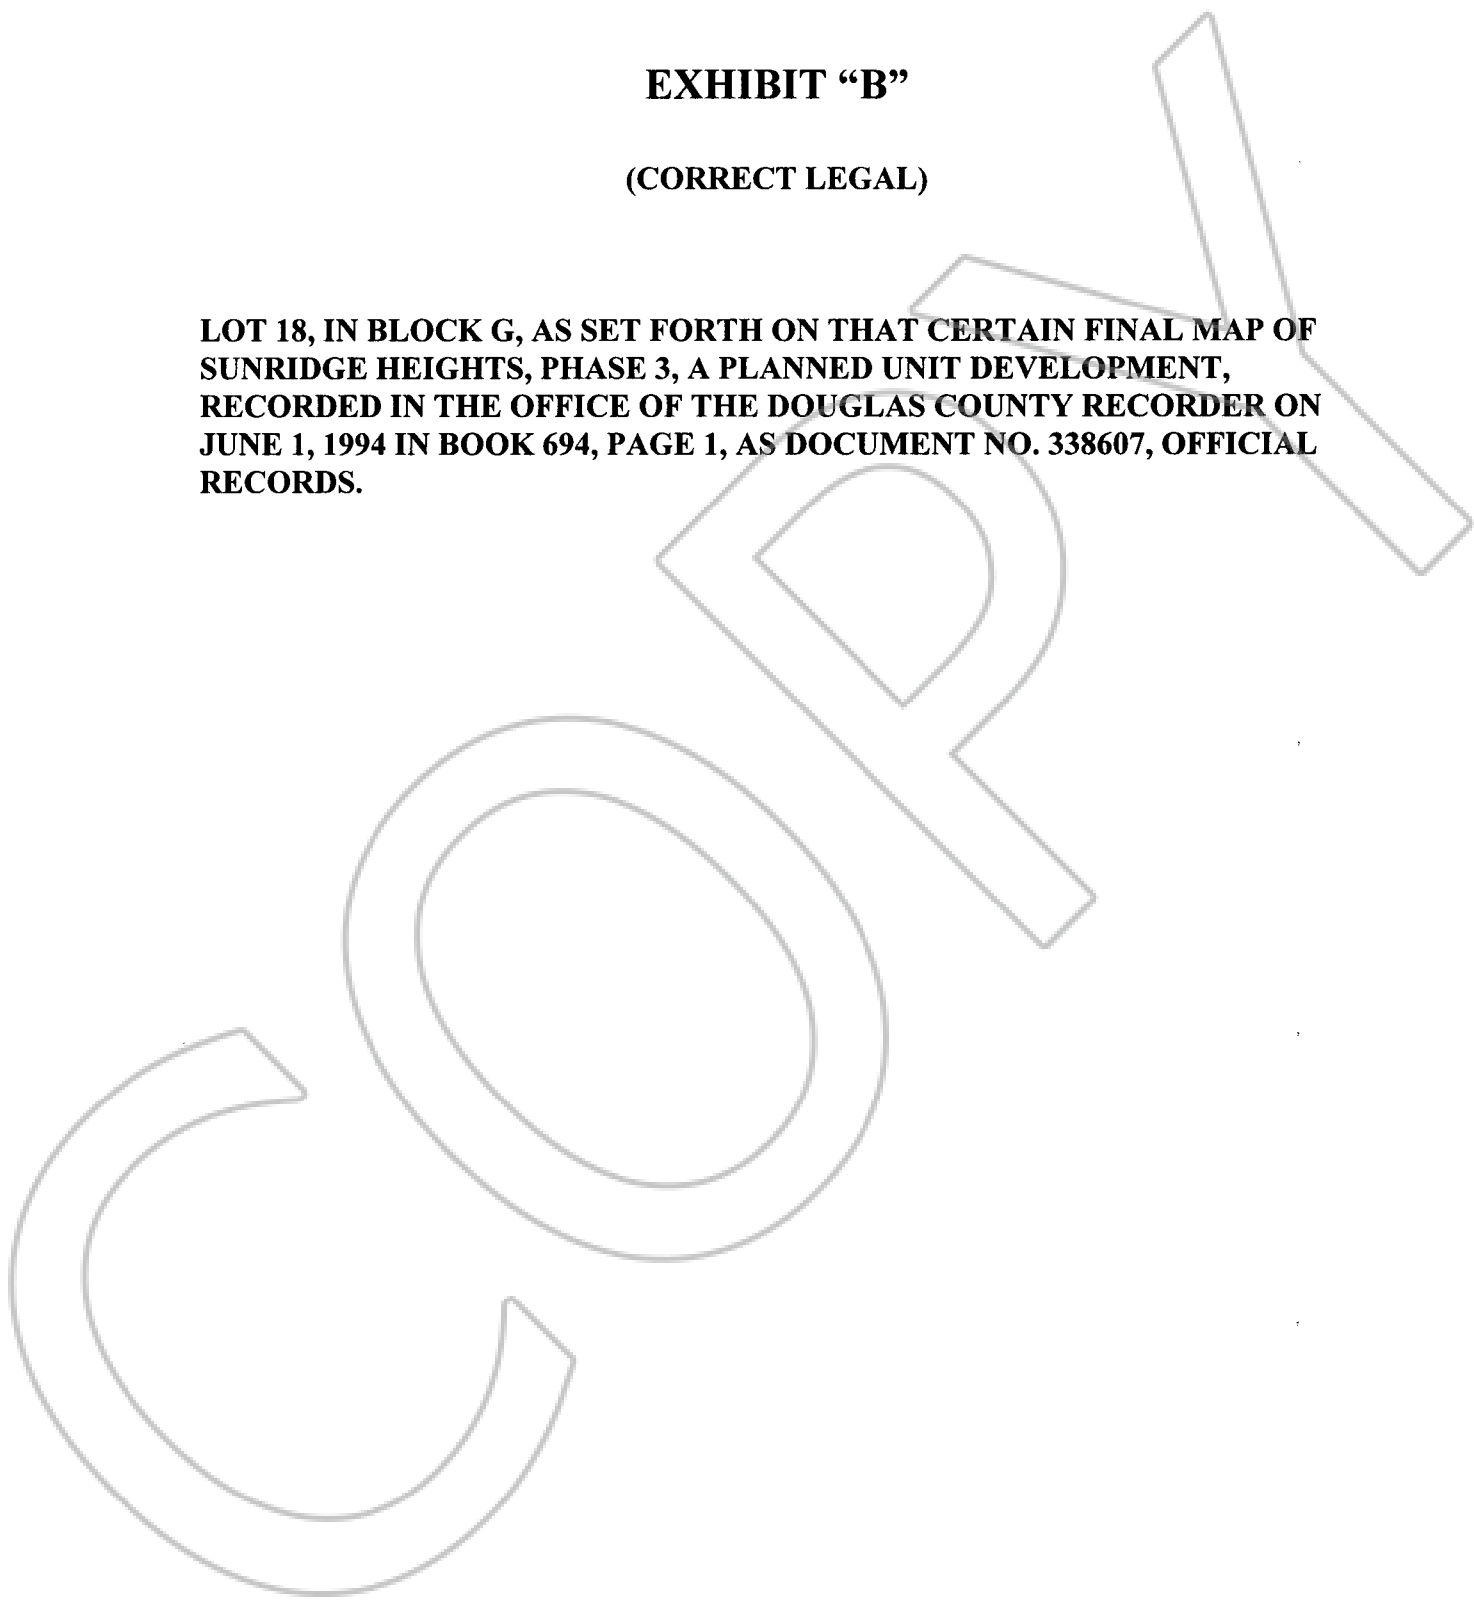 EXHIBIT “B”
(CORRECT LEGAL)
LOT 18, IN BLOCK G, AS SET FORTH ON THAT CERTAIN FINAL MAP OF
SUNRIDGE HEIGHTS, PHASE 3, A PLANNED UNIT DEVELOPMENT,
RECORDED IN THE OFFICE OF THE DOUGLAS COUNTY RECORDER ON
JUNE 1, 1994 IN BOOK 694, PAGE 1, AS DOCUMENT NO. 338607, OFFICIAL
RECORDS.
COPY